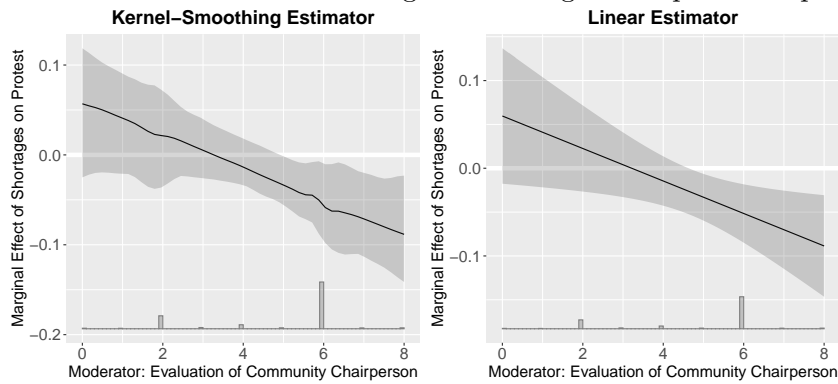 Kernel−Smoothing Estimator
Marginal Effect of Shortages on Protest
0.1
0.0
−0.1
−0.2
0 2 4 6 8
Moderator: Evaluation of Community Chairperson
Linear Estimator
Marginal Effect of Shortages on Protest
0.1
0.0
−0.1
0 2 4 6 8
Moderator: Evaluation of Community Chairperson